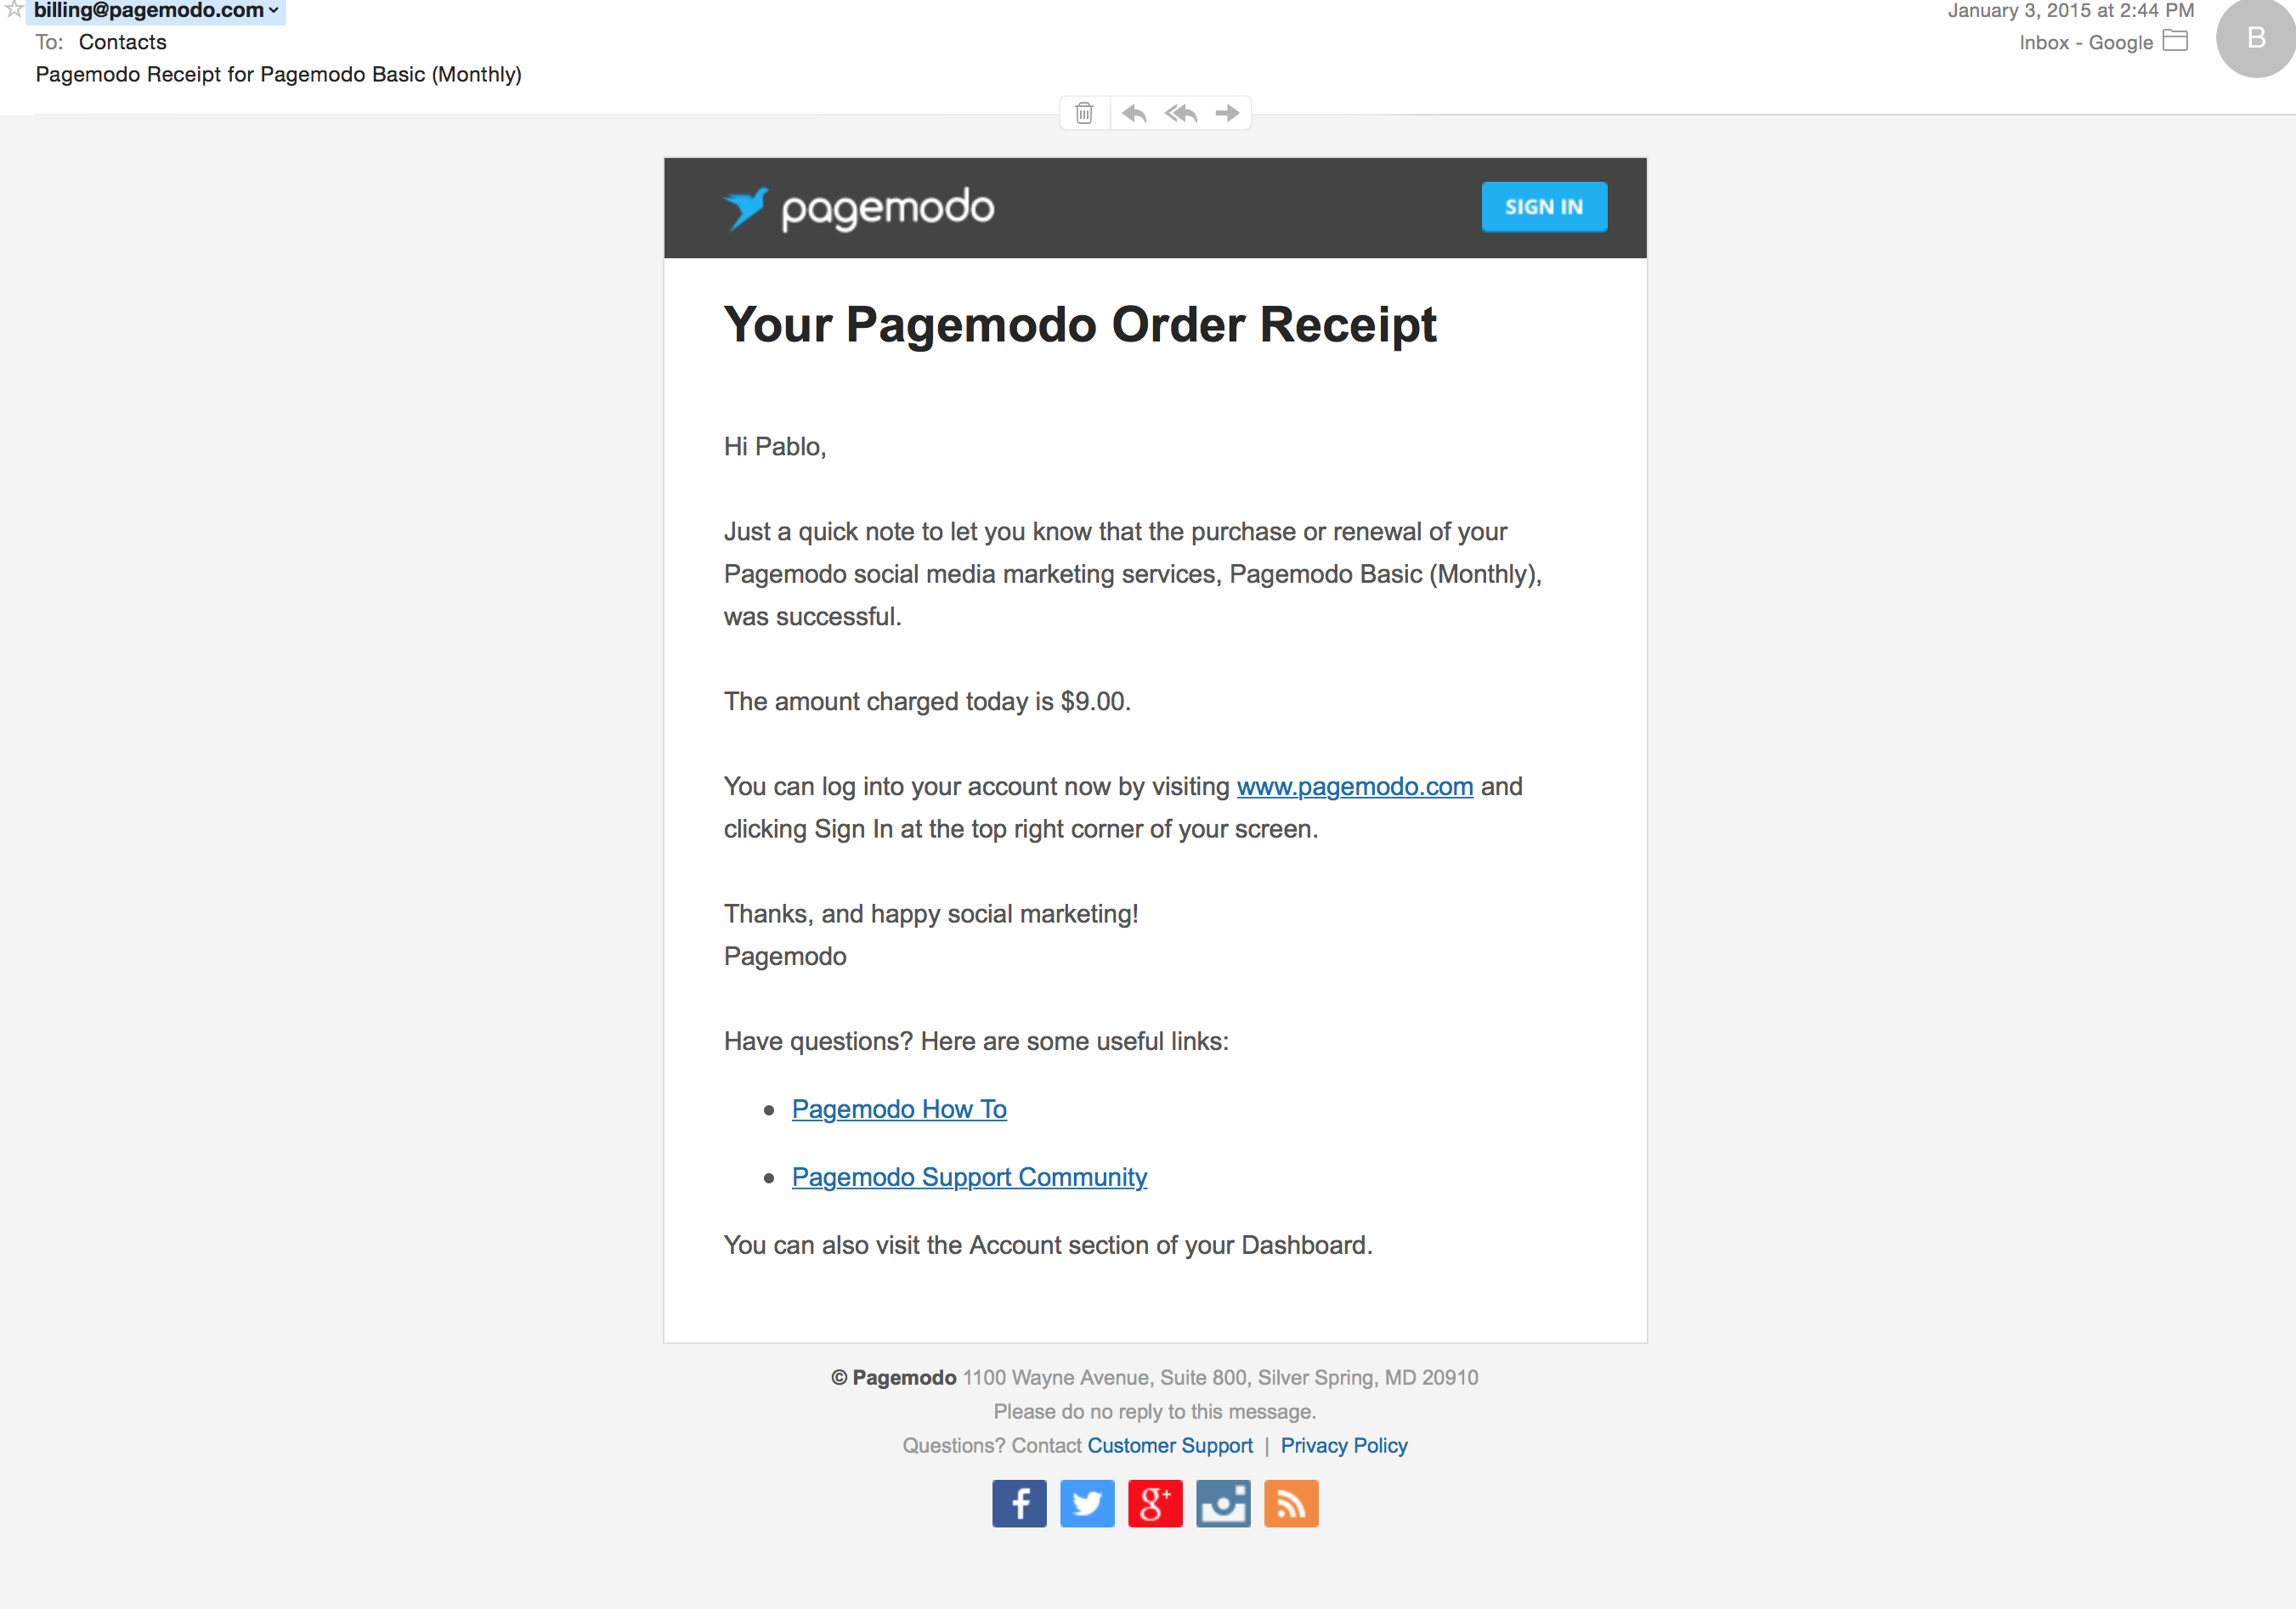 billing@pagemodo.com
January 3, 2015 at 2:44 PM
To: Contacts
Inbox - Google
B
Pagemodo Receipt for Pagemodo Basic (Monthly)
pagemodo
SIGN IN
Your Pagemodo Order Receipt
Hi Pablo,
Just a quick note to let you know that the purchase or renewal of your
Pagemodo social media marketing services, Pagemodo Basic (Monthly),
was successful.
The amount charged today is $9.00.
You can log into your account now by visiting www.pagemodo.com and
clicking Sign In at the top right corner of your screen.
Thanks, and happy social marketing!
Pagemodo
Have questions? Here are some useful links:
• Pagemodo How To
• Pagemodo Support Community
You can also visit the Account section of your Dashboard.
© Pagemodo 1100 Wayne Avenue, Suite 800, Silver Spring, MD 20910
Please do no reply to this message.
Questions? Contact Customer Support | Privacy Policy
f
g+